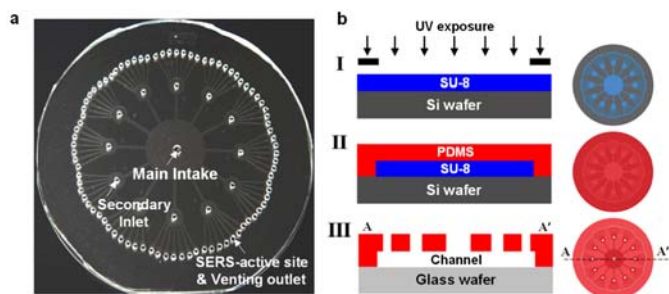 a
Main Intake
Secondary
Inlet
SERS-active site
& Venting outlet
b
UV exposure
I
SU-8
Si wafer
II
PDMS
SU-8
Si wafer
III
A
A'
Channel
Glass wafer
A
A'